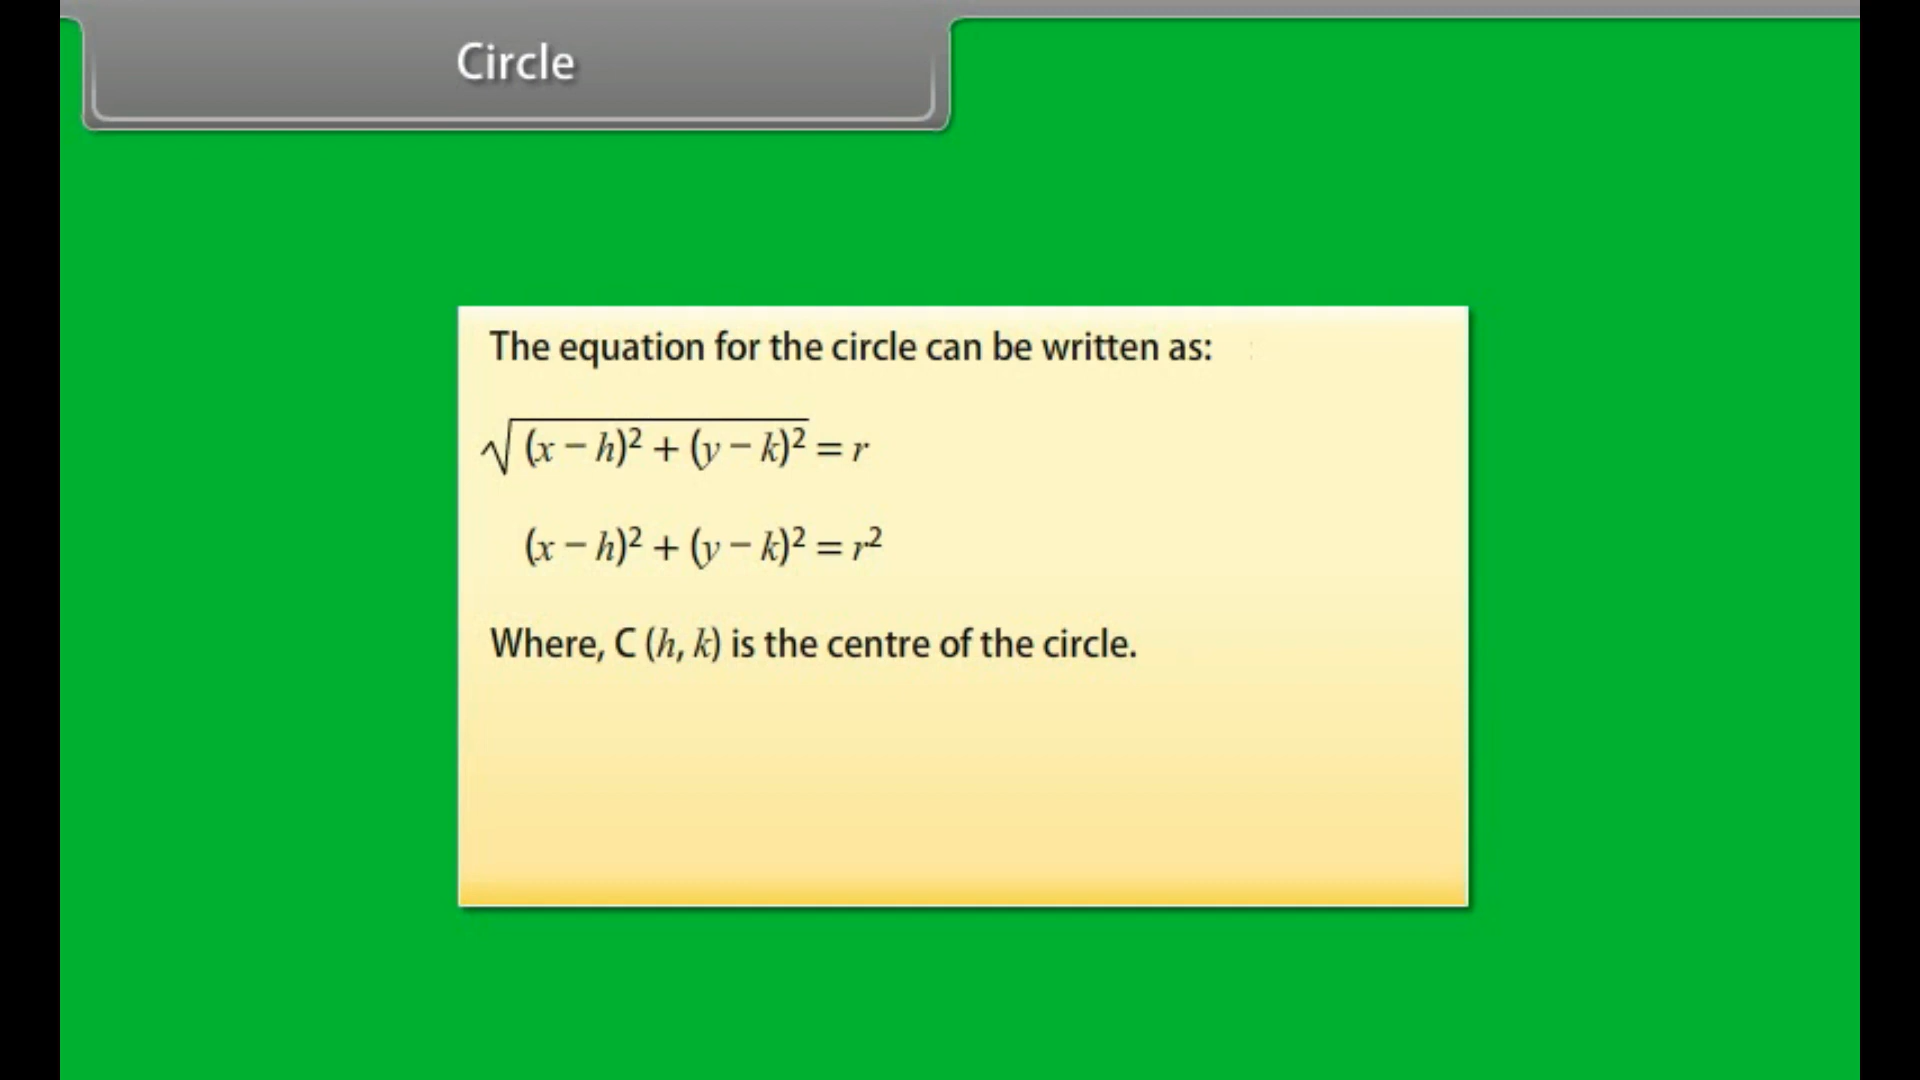 Circle
The equation for the circle can be written as:
√(x − h)² + (y − k)² = r
(x − h)² + (y − k)² = r²
Where, C (h, k) is the centre of the circle.